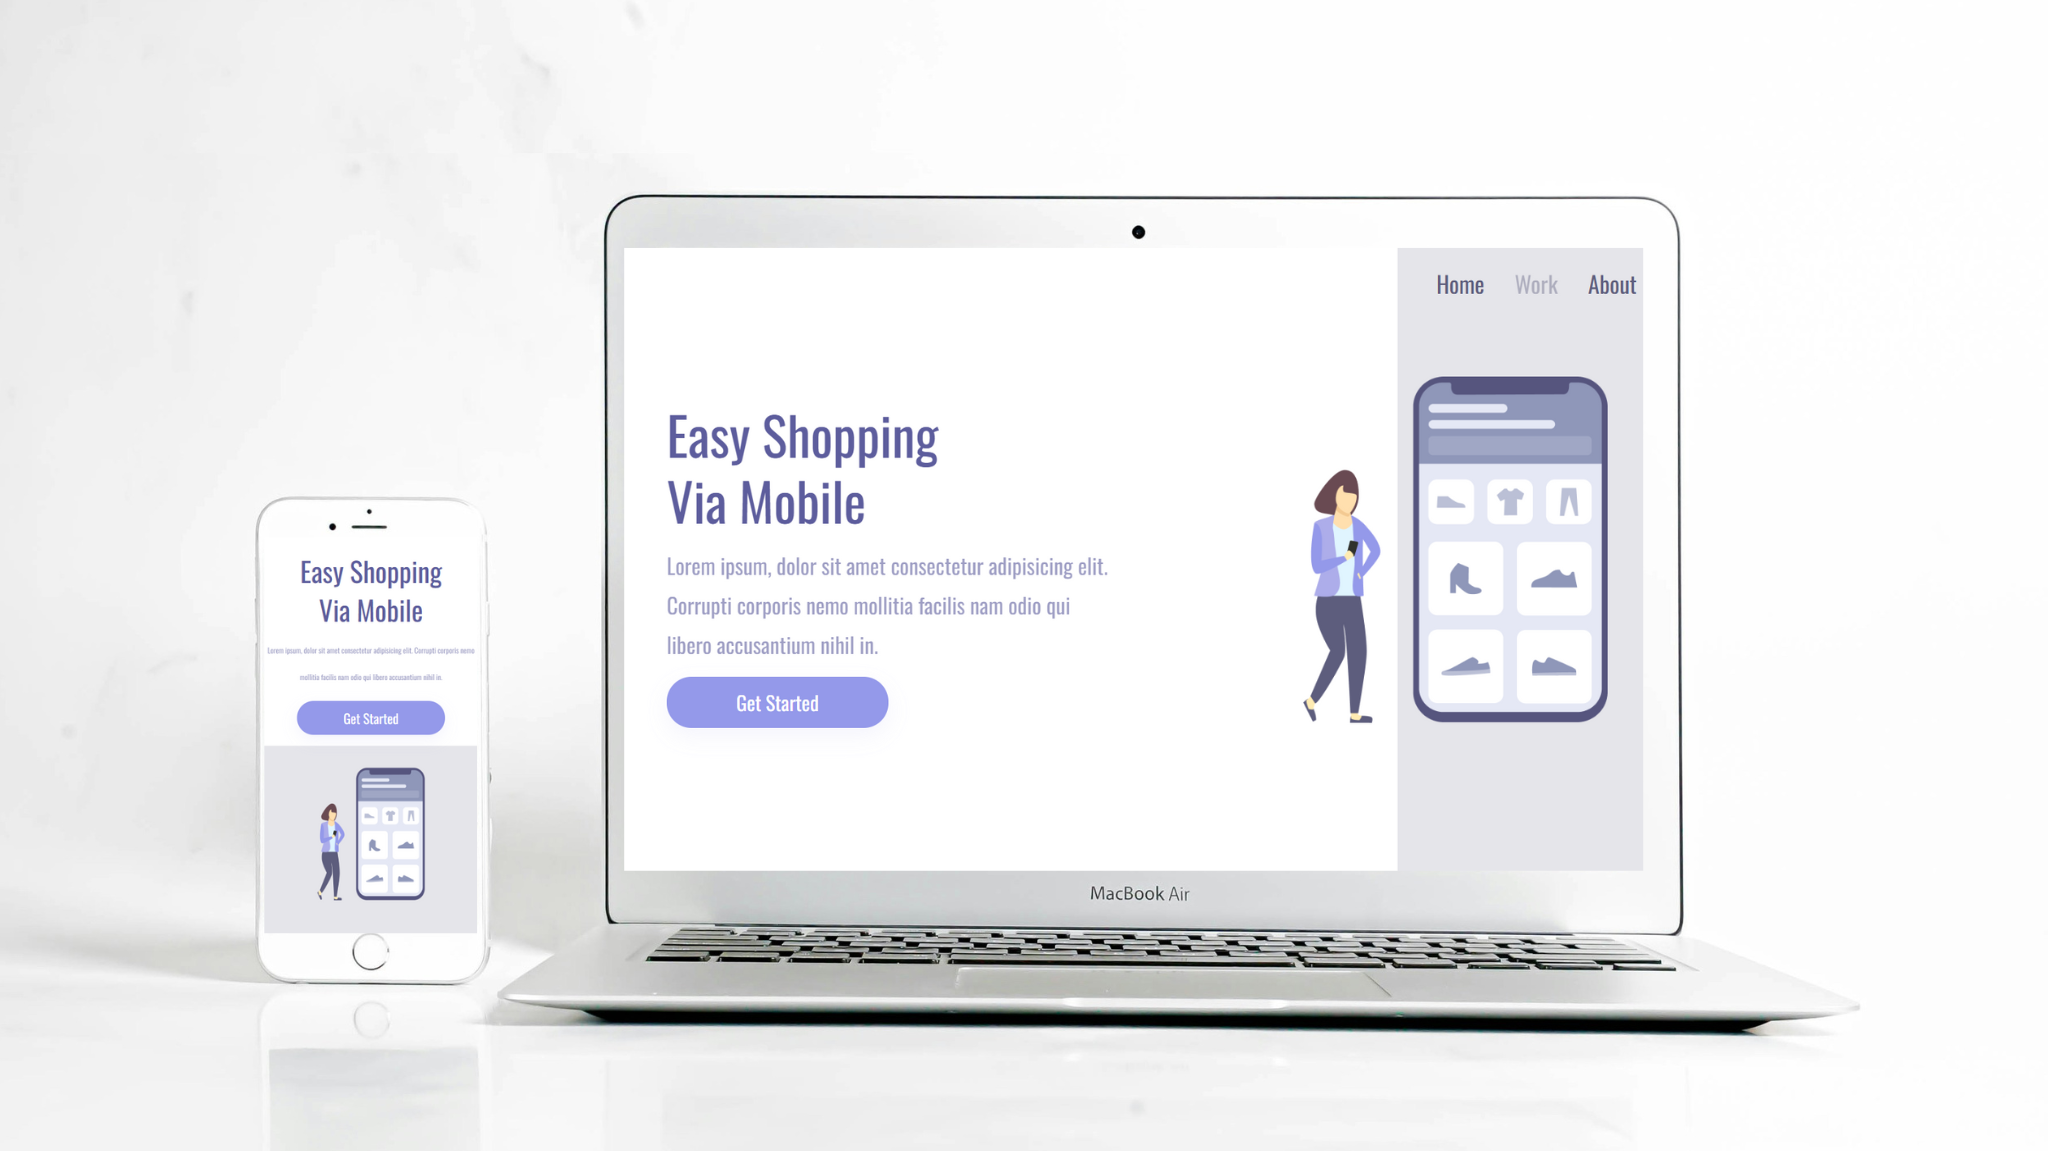 Easy Shopping
Via Mobile
Lorem ipsum, dolor sit amet consectetur adipisicing elit. Corrupti corporis nemo
mollitia facilis nam odio qui libero accusantium nihil in.
Get Started
Home Work About
Easy Shopping
Via Mobile
Lorem ipsum, dolor sit amet consectetur adipisicing elit.
Corrupti corporis nemo mollitia facilis nam odio qui
libero accusantium nihil in.
Get Started
MacBook Air